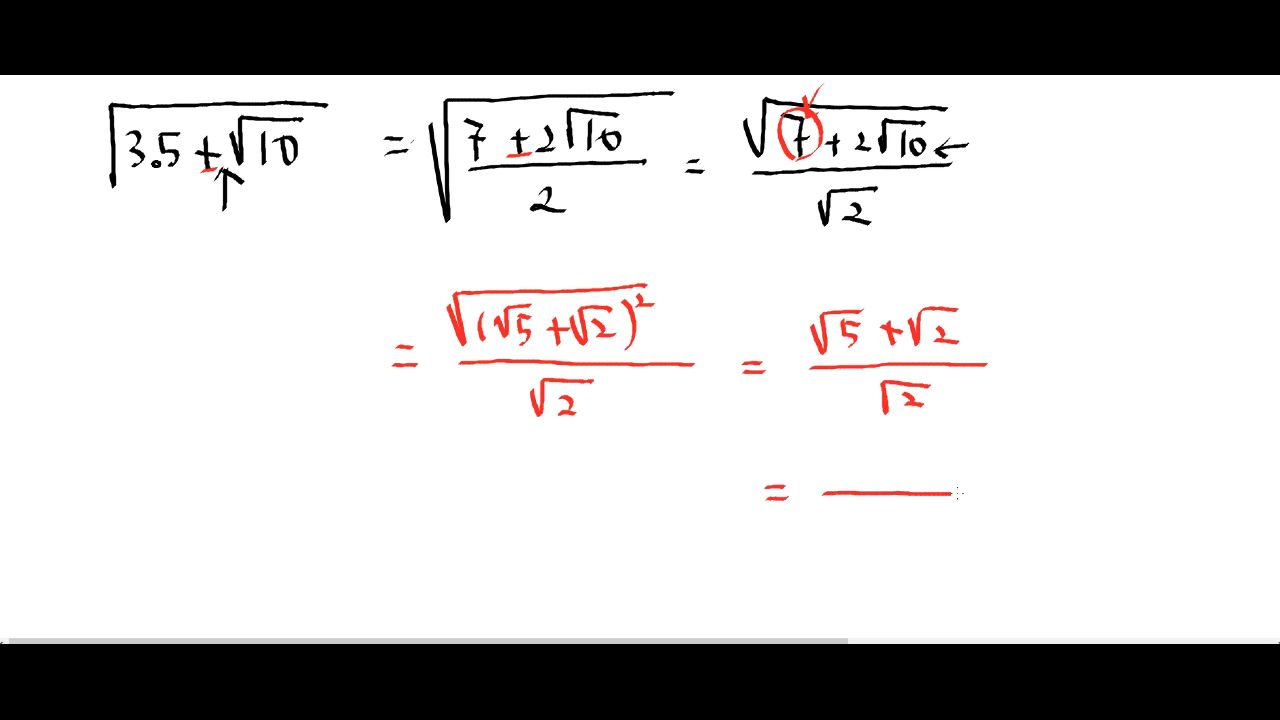 √(3.5 + √10) = √((7 + 2√10)/2) = √(7 + 2√10)/√2 ←
= √((√5 + √2)²)/√2 = (√5 + √2)/√2
=